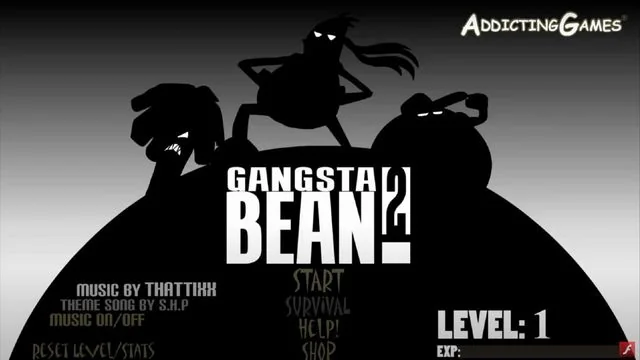 ADDICTINGGAMES®
GANGSTA
BEAN 2
MUSIC BY THATTIXX
THEME SONG BY S.H.P
MUSIC ON/OFF
RESET LEVEL/STATS
START
SURVIVAL
HELP!
SHOP
LEVEL: 1
EXP: